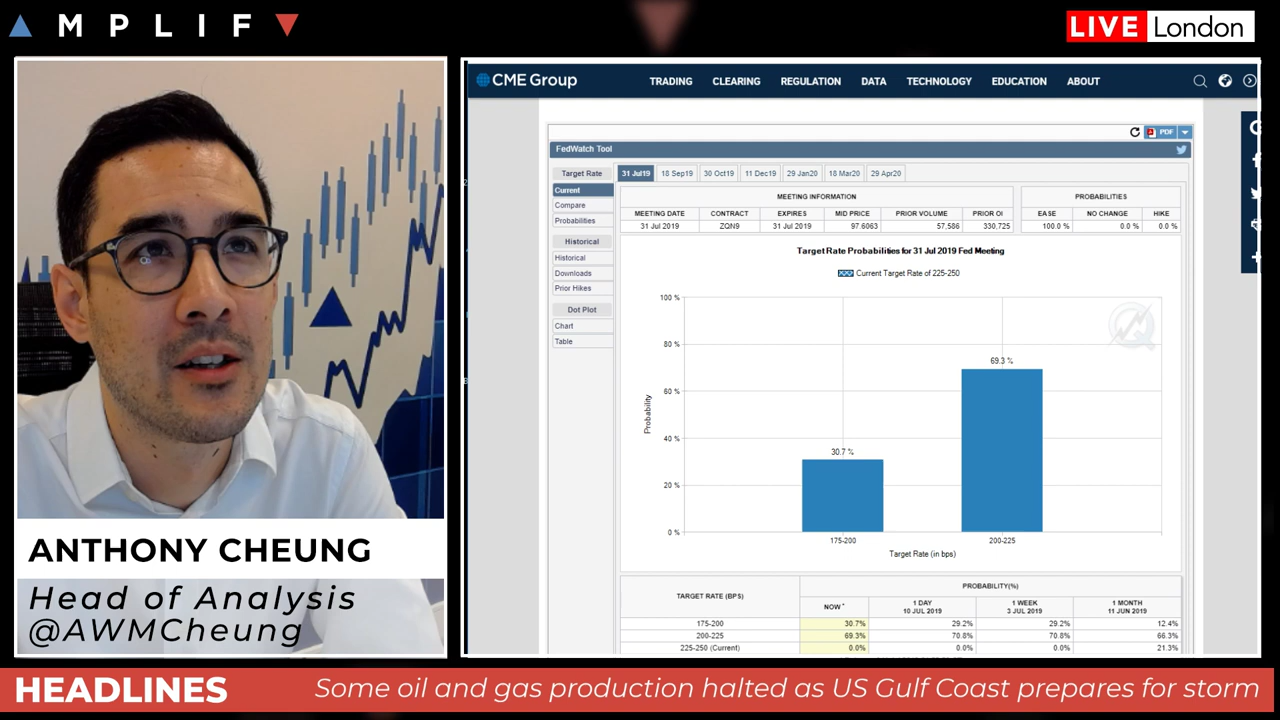 ▲ M P L I F ▼
LIVE London
ANTHONY CHEUNG
Head of Analysis
@AWMCheung
CME Group
TRADING CLEARING REGULATION DATA TECHNOLOGY EDUCATION ABOUT
PDF
FedWatch Tool
Target Rate
Current
Compare
Probabilities
Historical
Historical
Downloads
Prior Hikes
Dot Plot
Chart
Table
31 Jul19 18 Sep19 30 Oct19 11 Dec19 29 Jan20 18 Mar20 29 Apr20
MEETING INFORMATION
MEETING DATE CONTRACT EXPIRES MID PRICE PRIOR VOLUME PRIOR OI
31 Jul 2019 ZQN9 31 Jul 2019 97.6063 57,586 330,725
PROBABILITIES
EASE NO CHANGE HIKE
100.0 % 0.0 % 0.0 %
Target Rate Probabilities for 31 Jul 2019 Fed Meeting
Current Target Rate of 225-250
100 %
80 %
60 %
40 %
20 %
0 %
Probability
30.7 %
69.3 %
175-200 200-225
Target Rate (in bps)
TARGET RATE (BPS) PROBABILITY(%)
NOW * 1 DAY 10 JUL 2019 1 WEEK 3 JUL 2019 1 MONTH 11 JUN 2019
175-200 30.7% 29.2% 29.2% 12.4%
200-225 69.3% 70.8% 70.8% 66.3%
225-250 (Current) 0.0% 0.0% 0.0% 21.3%
HEADLINES Some oil and gas production halted as US Gulf Coast prepares for storm